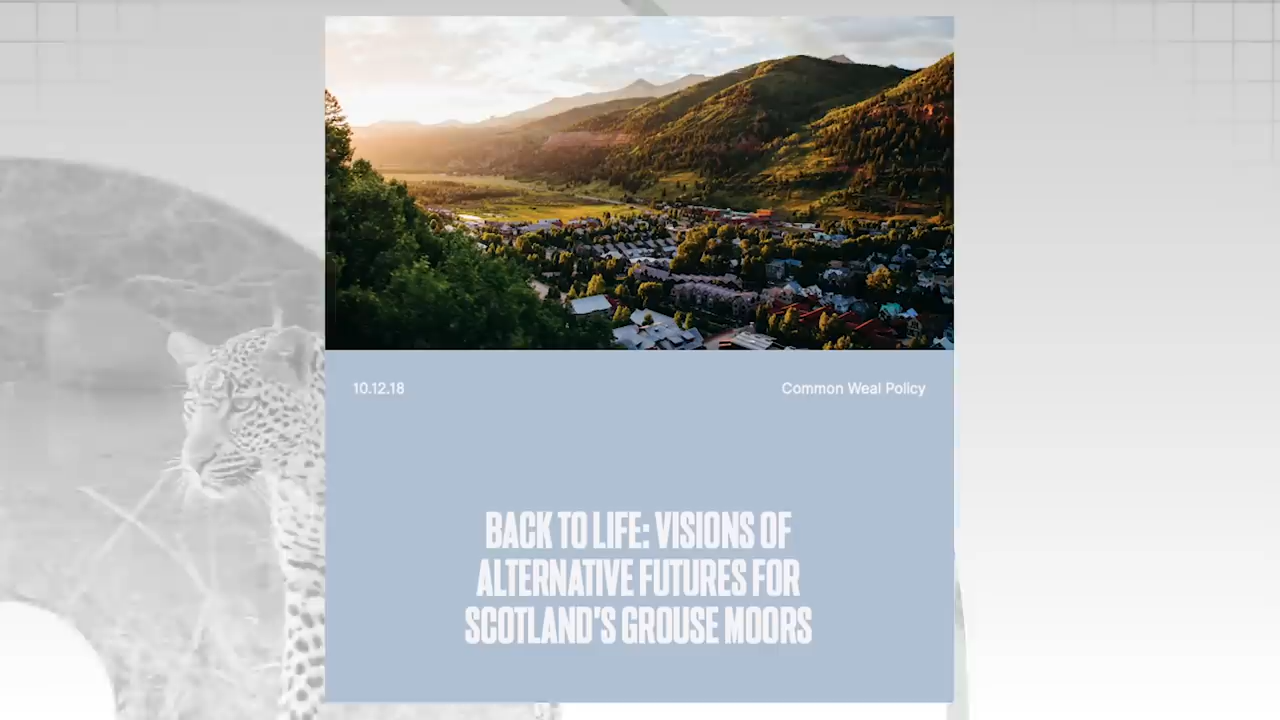 10.12.18
Common Weal Policy
BACK TO LIFE: VISIONS OF
ALTERNATIVE FUTURES FOR
SCOTLAND'S GROUSE MOORS